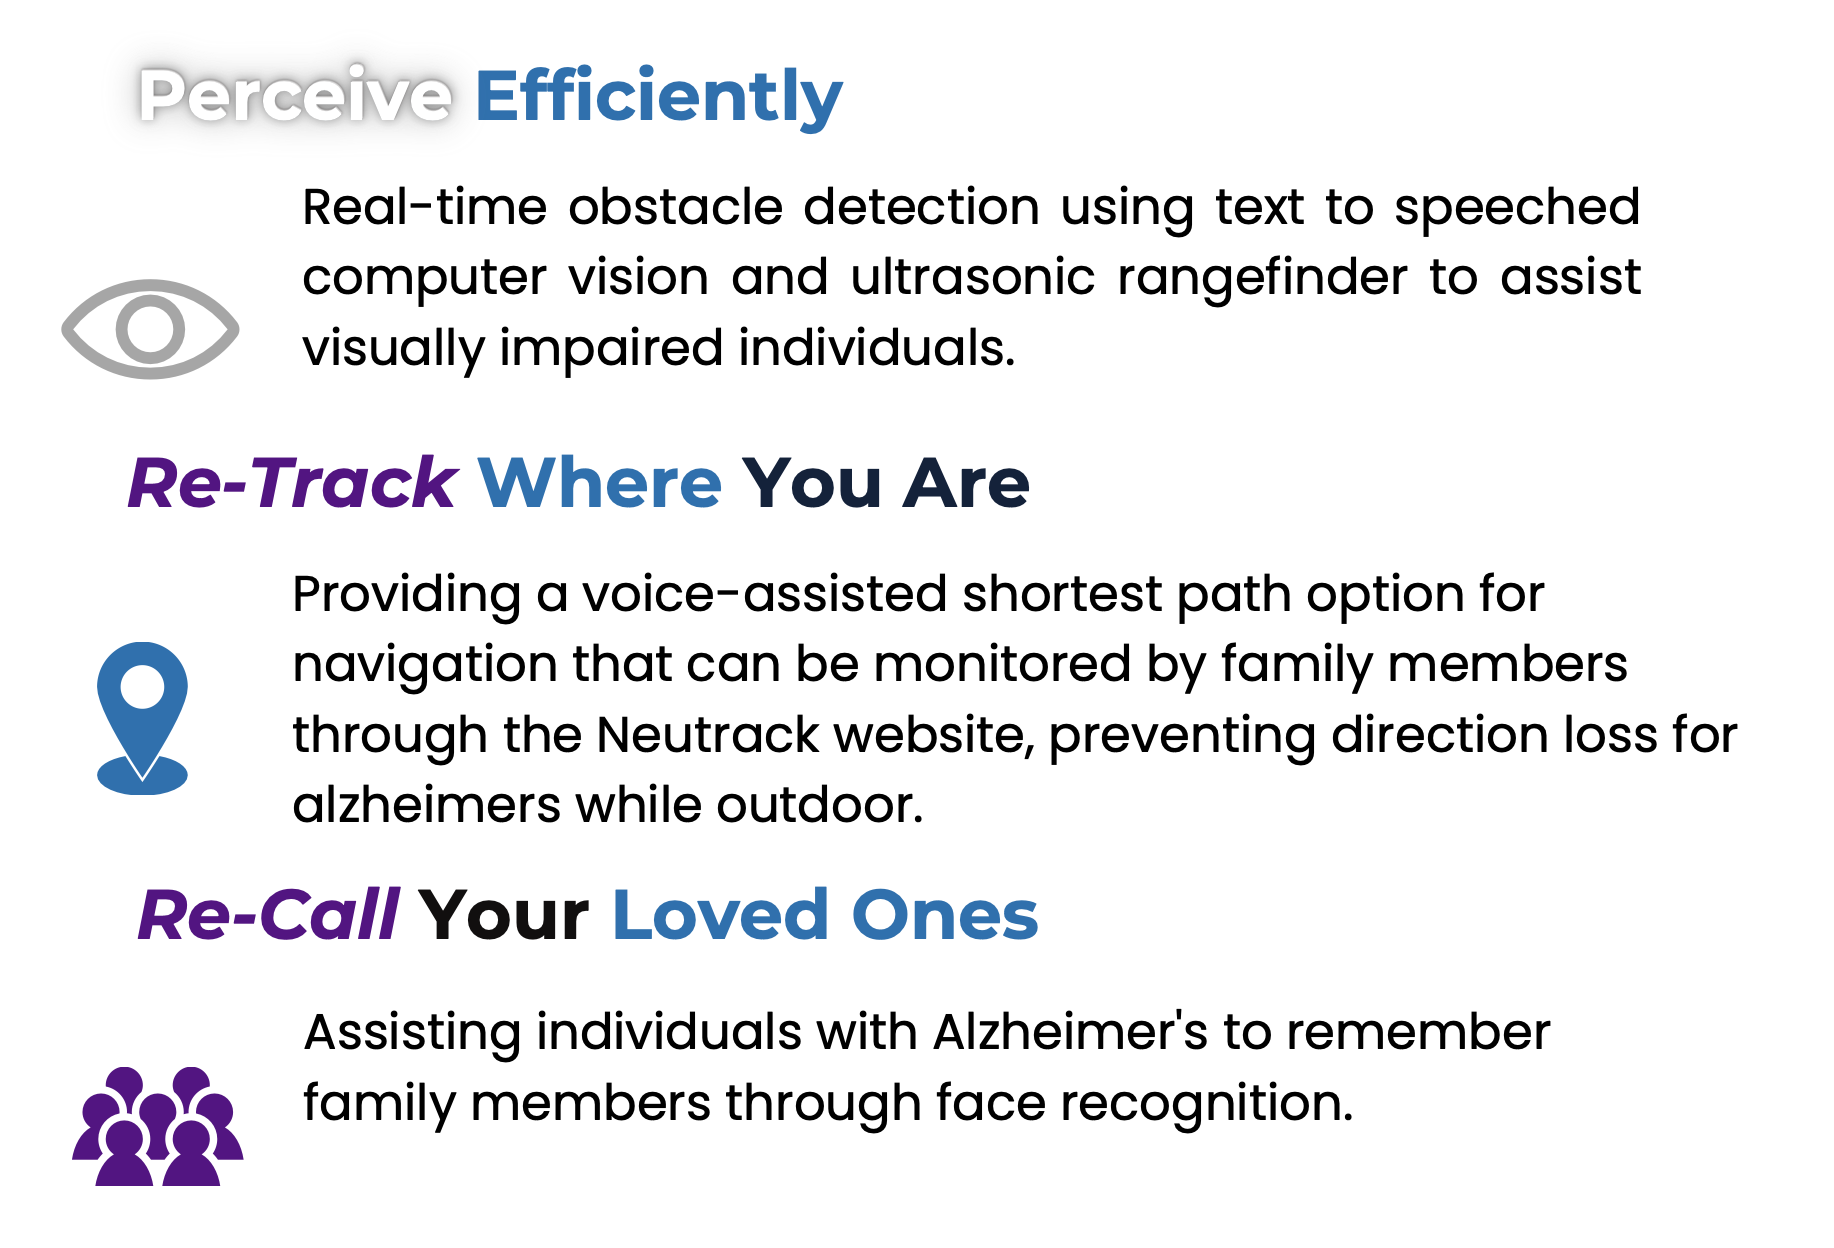 Perceive Efficiently
Real-time obstacle detection using text to speeched
computer vision and ultrasonic rangefinder to assist
visually impaired individuals.
Re-Track Where You Are
Providing a voice-assisted shortest path option for
navigation that can be monitored by family members
through the Neutrack website, preventing direction loss for
alzheimers while outdoor.
Re-Call Your Loved Ones
Assisting individuals with Alzheimer's to remember
family members through face recognition.